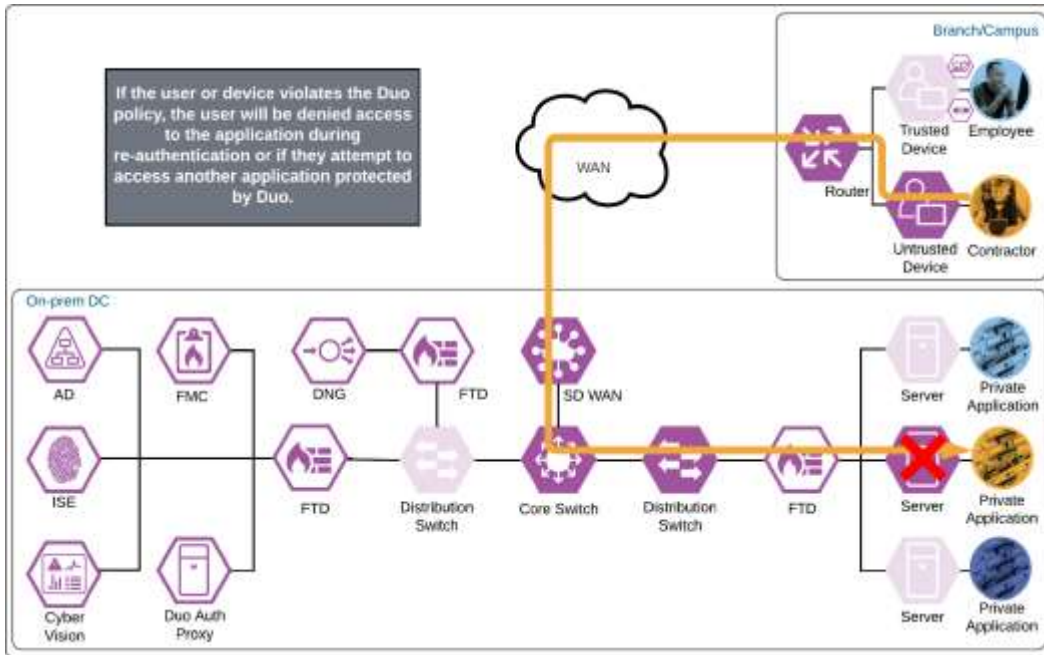 Branch/Campus
If the user or device violates the Duo
policy, the user will be denied access
to the application during
re-authentication or if they attempt to
access another application protected
by Duo.
WAN
Trusted
Device
Employee
Router
Untrusted
Device
Contractor
On-prem DC
AD
FMC
DNG
FTD
SD WAN
Server
Private
Application
ISE
FTD
Distribution
Switch
Core Switch
Distribution
Switch
FTD
Server
Private
Application
Cyber
Vision
Duo Auth
Proxy
Server
Private
Application